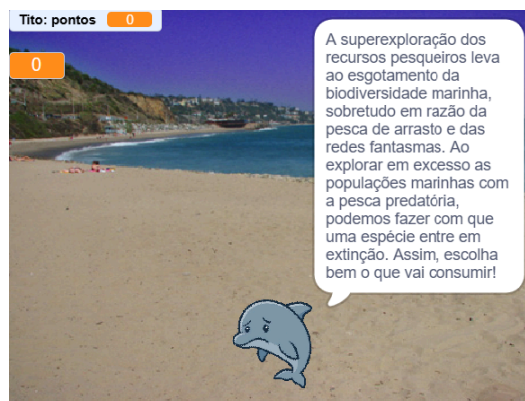 Tito: pontos 0
0
A superexploração dos
recursos pesqueiros leva
ao esgotamento da
biodiversidade marinha,
sobretudo em razão da
pesca de arrasto e das
redes fantasmas. Ao
explorar em excesso as
populações marinhas com
a pesca predatória,
podemos fazer com que
uma espécie entre em
extinção. Assim, escolha
bem o que vai consumir!